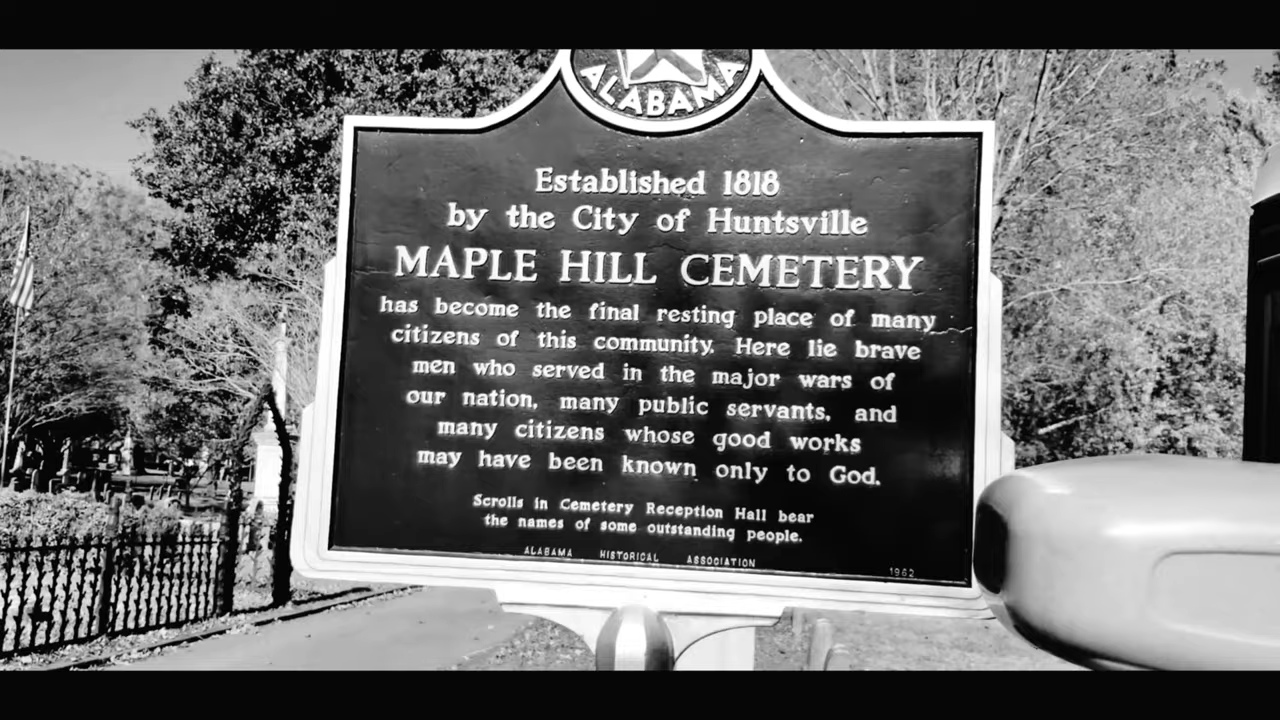 ALABAMA
Established 1818
by the City of Huntsville
MAPLE HILL CEMETERY
has become the final resting place of many
citizens of this community. Here lie brave
men who served in the major wars of
our nation, many public servants, and
many citizens whose good works
may have been known only to God.
Scrolls in Cemetery Reception Hall bear
the names of some outstanding people.
ALABAMA HISTORICAL ASSOCIATION
1962